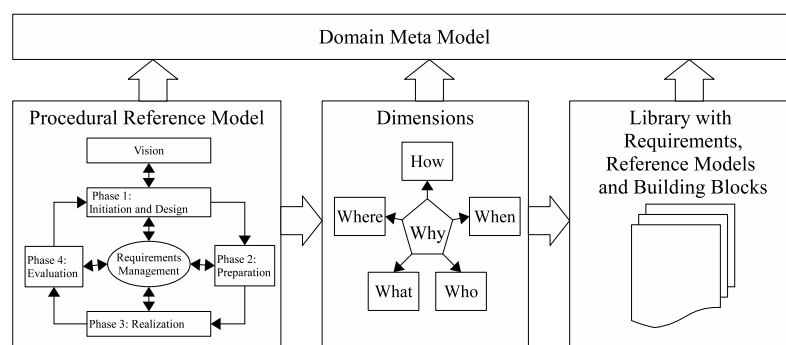 Domain Meta Model
Procedural Reference Model
Vision
Phase 1:
Initiation and Design
Phase 4:
Evaluation
Requirements
Management
Phase 2:
Preparation
Phase 3: Realization
Dimensions
How
Where
When
Why
What
Who
Library with
Requirements,
Reference Models
and Building Blocks